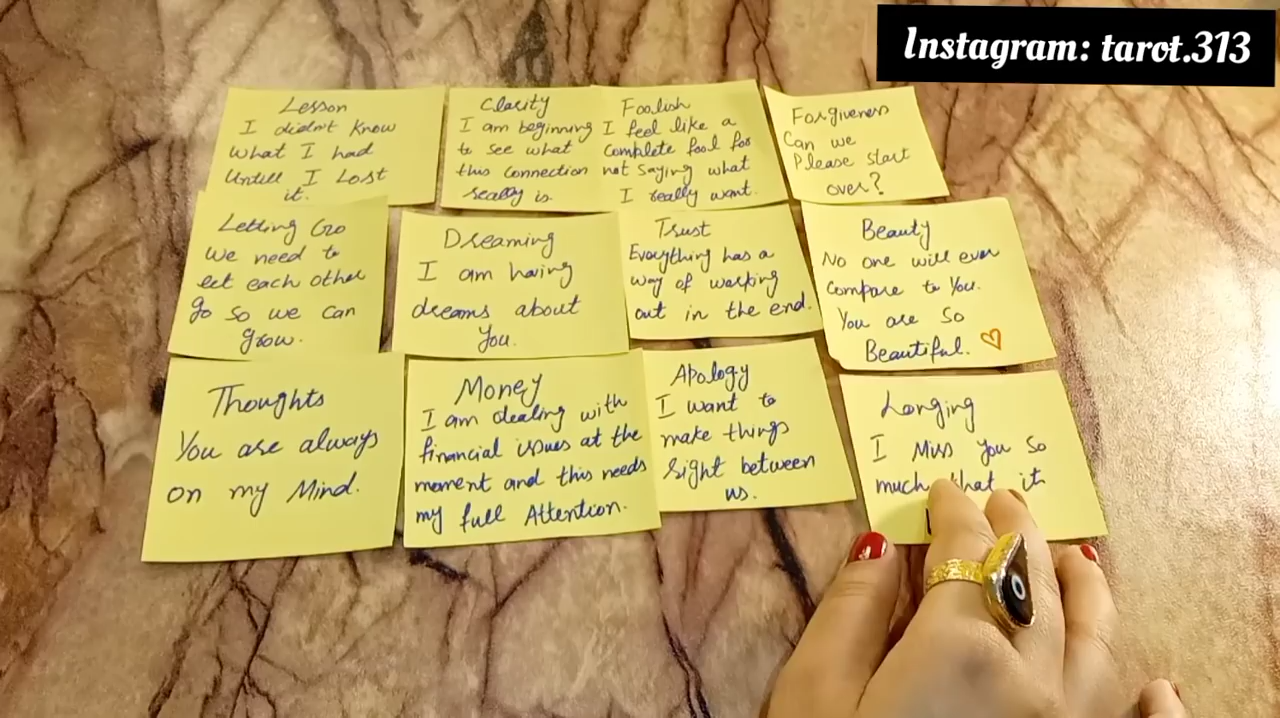 Instagram: tarot.313
Lesson
I didn't know
What I had
Untill I Lost
it.
Clarity
I am beginning
to see what
this connection
really is.
Foolish
I feel like a
Complete fool for
not saying what
I really want.
Forgiveness
Can we
Please start
over?
Letting Go
We need to
let each other
go so we can
Grow.
Dreaming
I am having
dreams about
You.
Trust
Everything has a
way of working
out in the end.
Beauty
No one will ever
Compare to You.
You are so
Beautiful.
Thoughts
You are always
on my Mind.
Money
I am dealing with
financial issues at the
moment and this needs
my full Attention.
Apology
I want to
make things
Right between
us.
Longing
I Miss You so
much that it